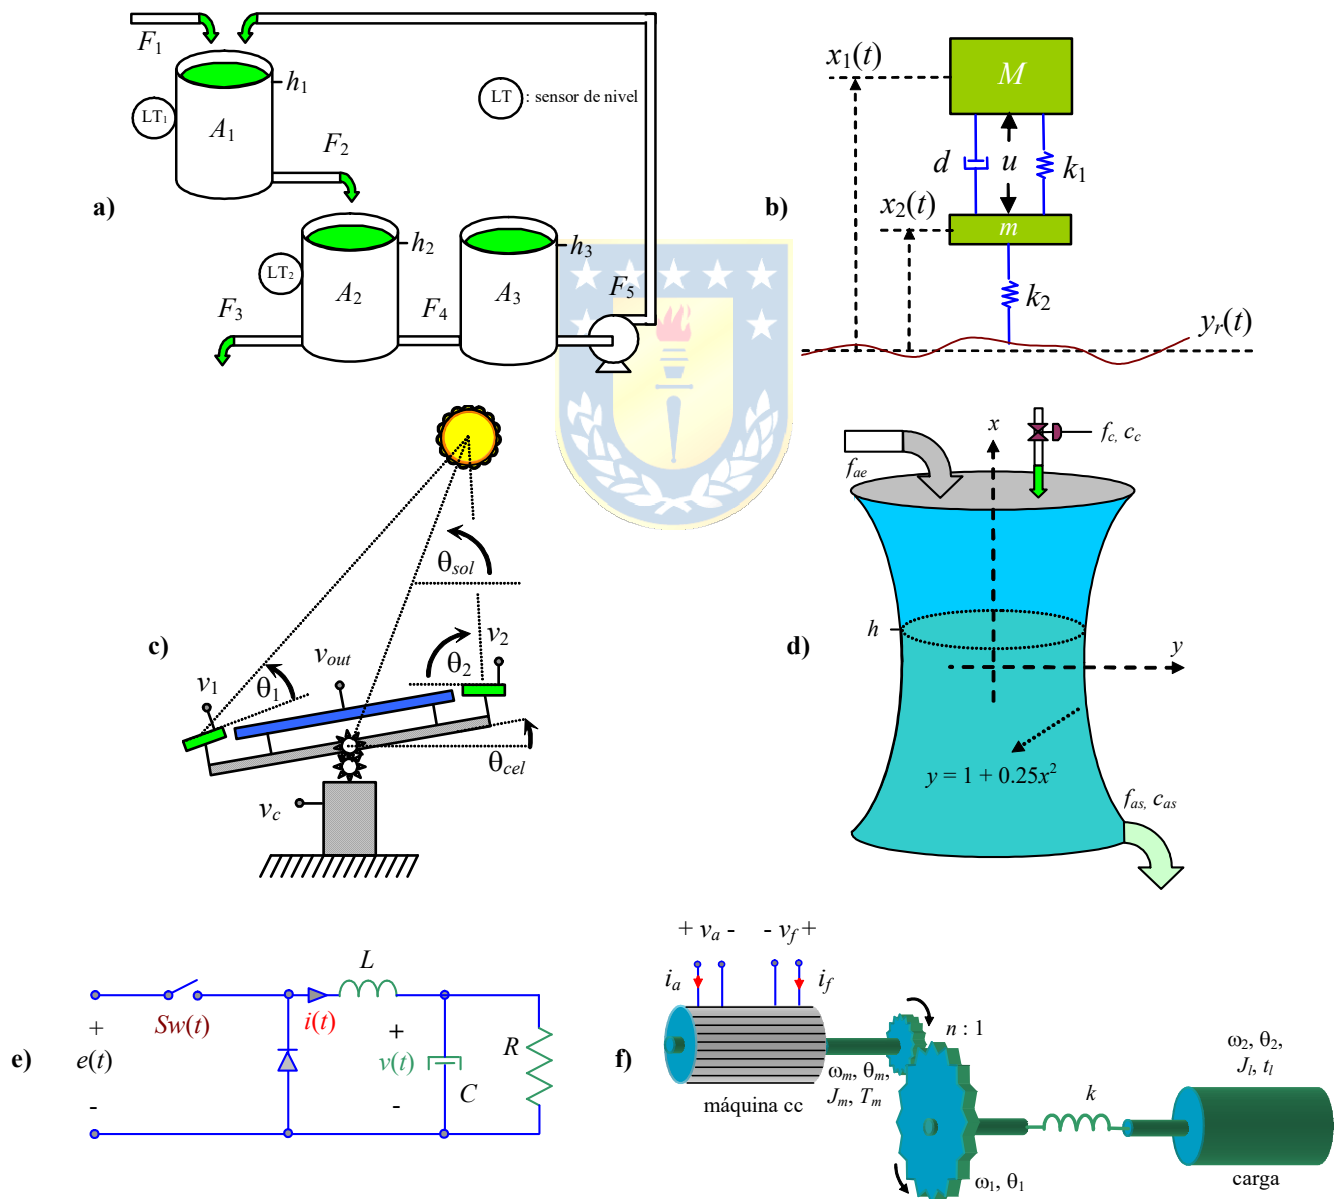 F1
h1
LT1
A1
F2
LT : sensor de nivel
a)
h2
h3
LT2
A2
A3
F3
F4
F5
x1(t)
M
d
u
k1
b)
x2(t)
m
k2
yr(t)
θsol
c)
v1
θ1
vout
θ2
v2
θcel
vc
x
fc, cc
fae
h
d)
y
y = 1 + 0.25x²
fas, cas
L
Sw(t)
i(t)
+
+
e)
e(t)
v(t)
R
-
-
C
+ va -
- vf +
ia
if
n : 1
f)
ωm, θm,
Jm, Tm
máquina cc
k
ω2, θ2,
Jl, tl
ω1, θ1
carga